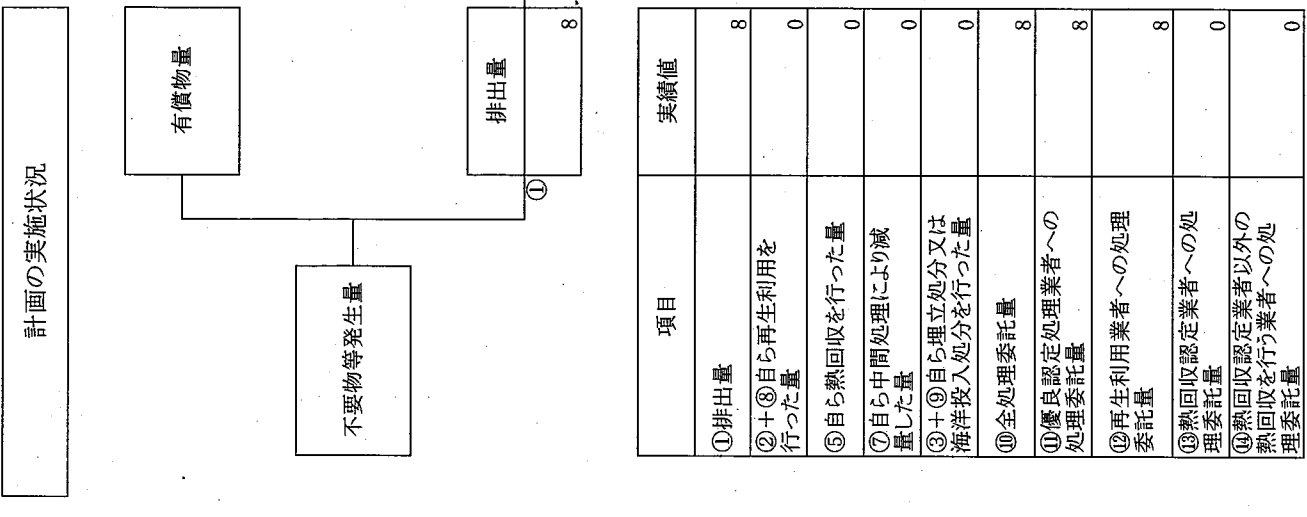 計画の実施状況
有償物量
不要物等発生量
排出量
①
8
項目
実績値
①排出量
8
②+⑧自ら再生利用を
行った量
0
⑤自ら熱回収を行った量
0
⑦自ら中間処理により減
量した量
0
③+⑨自ら埋立処分又は
海洋投入処分を行った量
0
⑩全処理委託量
8
⑪優良認定処理業者への
処理委託量
8
⑫再生利用業者への処理
委託量
8
⑬熱回収認定業者への処
理委託量
0
⑭熱回収認定業者以外の
熱回収を行う業者への処
理委託量
0